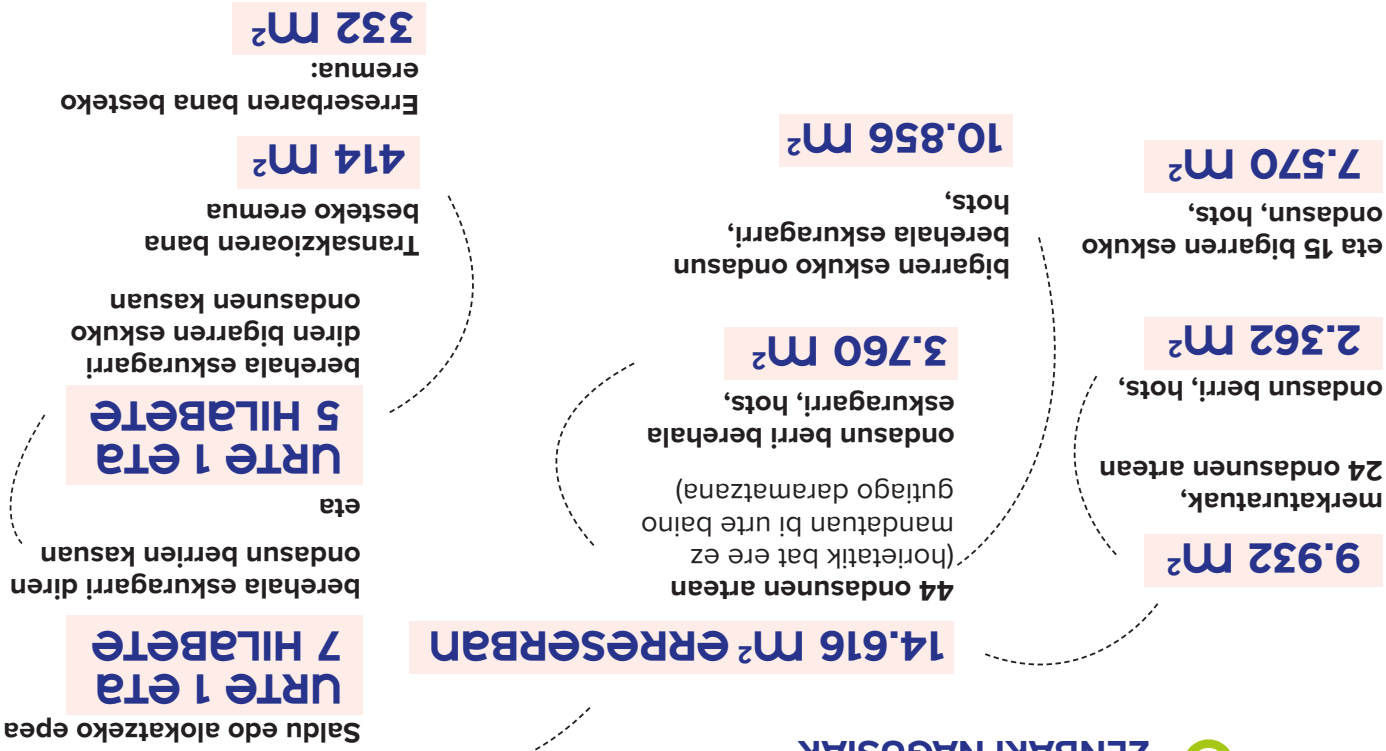 ZENBAKI NAGUSIAK
9.932 m²
merkaturatuak,
24 ondasunen artean
ondasun berri, hots,
2.362 m²
eta 15 bigarren eskuko
ondasun, hots,
7.570 m²
14.616 m² erreserban
44 ondasunen artean
(horietatik bat ere ez
mandatuan bi urte baino
gutiago daramatzana)
ondasun berri berehala
eskuragarri, hots,
3.760 m²
bigarren eskuko ondasun
berehala eskuragarri,
hots,
10.856 m²
Saldu edo alokatzeko epea
urte 1 eta
7 hilabete
berehala eskuragarri diren
ondasun berrien kasuan
eta
urte 1 eta
5 hilabete
berehala eskuragarri
diren bigarren eskuko
ondasunen kasuan
Transakzioaren bana
besteko eremua
414 m²
Erreserbaren bana besteko
eremua:
332 m²